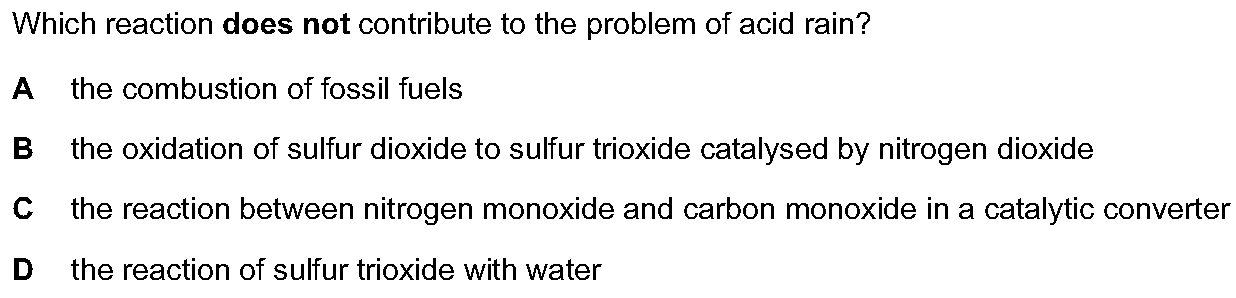 Which reaction does not contribute to the problem of acid rain?
A the combustion of fossil fuels
B the oxidation of sulfur dioxide to sulfur trioxide catalysed by nitrogen dioxide
C the reaction between nitrogen monoxide and carbon monoxide in a catalytic converter
D the reaction of sulfur trioxide with water